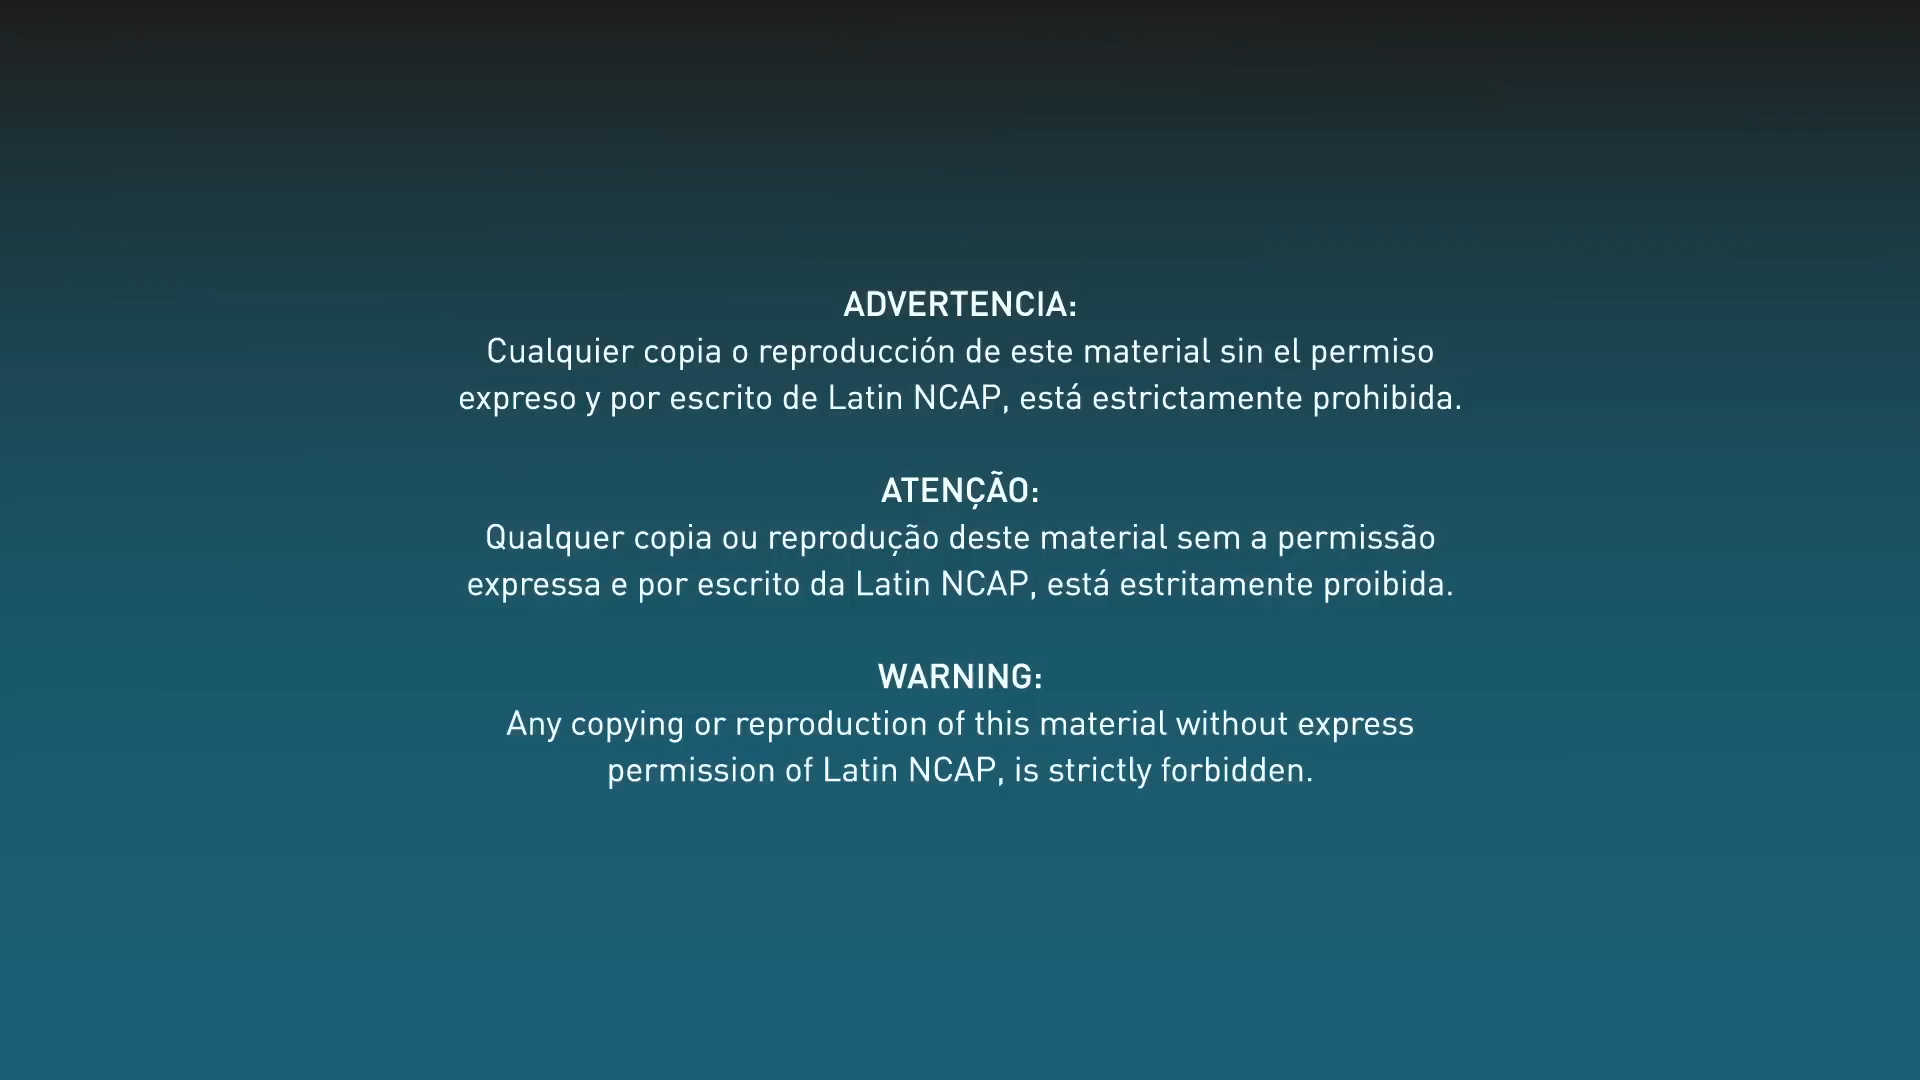 ADVERTENCIA:
Cualquier copia o reproducción de este material sin el permiso
expreso y por escrito de Latin NCAP, está estrictamente prohibida.
ATENÇÃO:
Qualquer copia ou reprodução deste material sem a permissão
expressa e por escrito da Latin NCAP, está estritamente proibida.
WARNING:
Any copying or reproduction of this material without express
permission of Latin NCAP, is strictly forbidden.